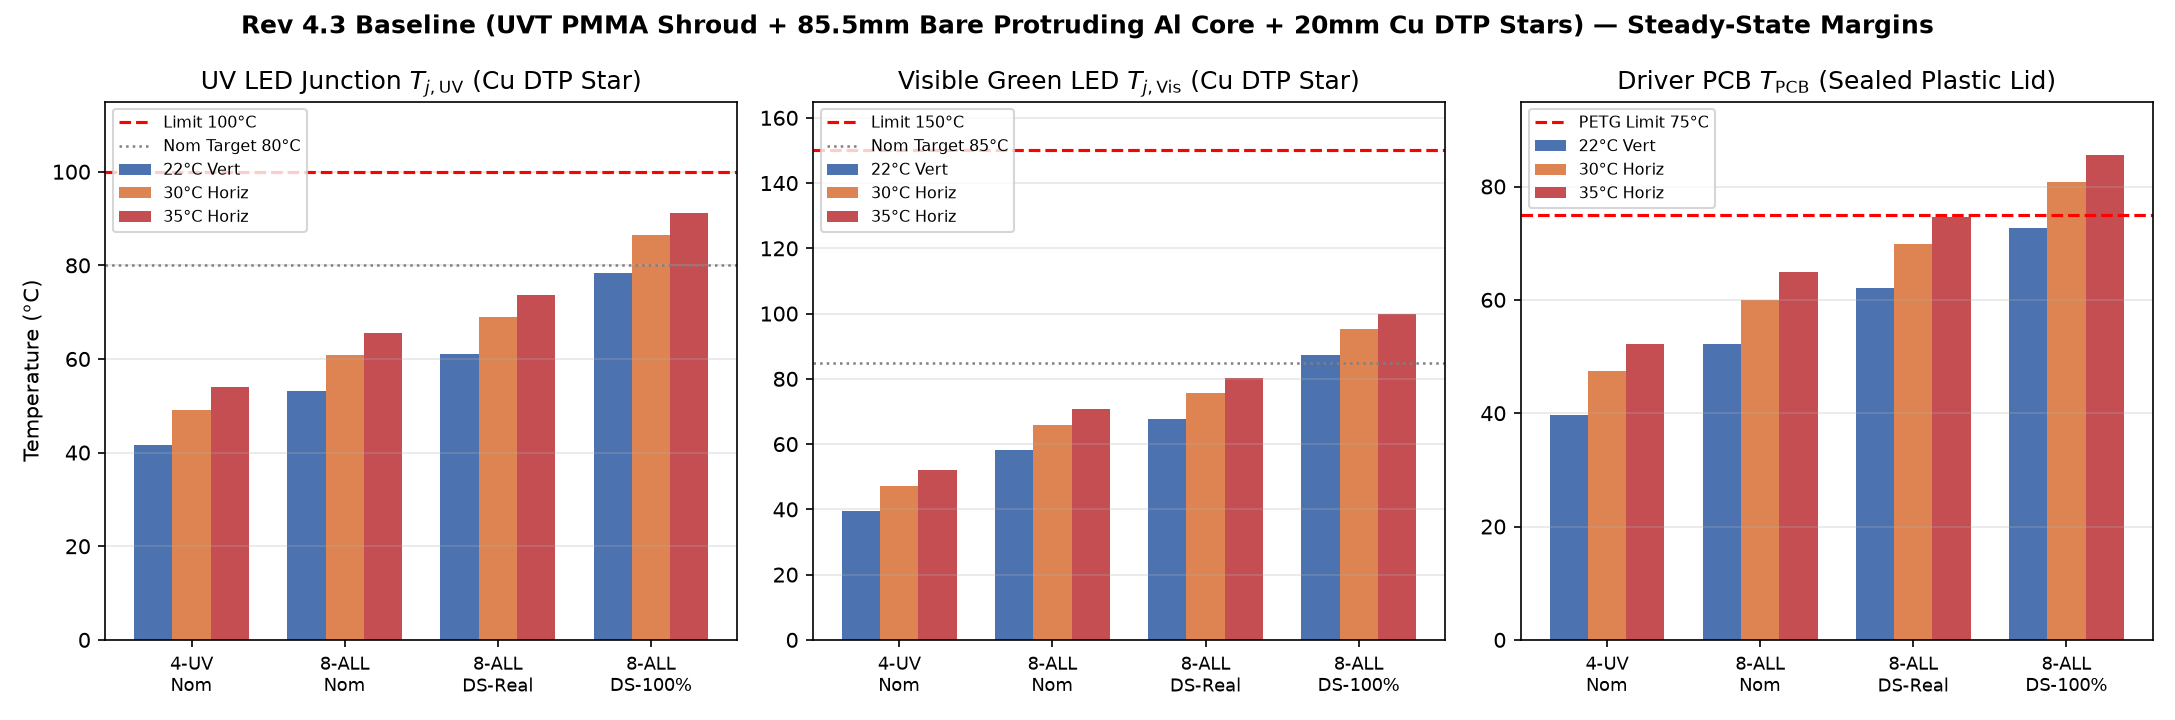 Rev 4.3 Baseline (UVT PMMA Shroud + 85.5mm Bare Protruding Al Core + 20mm Cu DTP Stars) — Steady-State Margins
UV LED Junction Tj, UV (Cu DTP Star)
Temperature (°C)
100
80
60
40
20
0
Limit 100°C
Nom Target 80°C
22°C Vert
30°C Horiz
35°C Horiz
4-UV
Nom
8-ALL
Nom
8-ALL
DS-Real
8-ALL
DS-100%
Visible Green LED Tj, Vis (Cu DTP Star)
160
140
120
100
80
60
40
20
0
Limit 150°C
Nom Target 85°C
22°C Vert
30°C Horiz
35°C Horiz
4-UV
Nom
8-ALL
Nom
8-ALL
DS-Real
8-ALL
DS-100%
Driver PCB TPCB (Sealed Plastic Lid)
80
60
40
20
0
PETG Limit 75°C
22°C Vert
30°C Horiz
35°C Horiz
4-UV
Nom
8-ALL
Nom
8-ALL
DS-Real
8-ALL
DS-100%